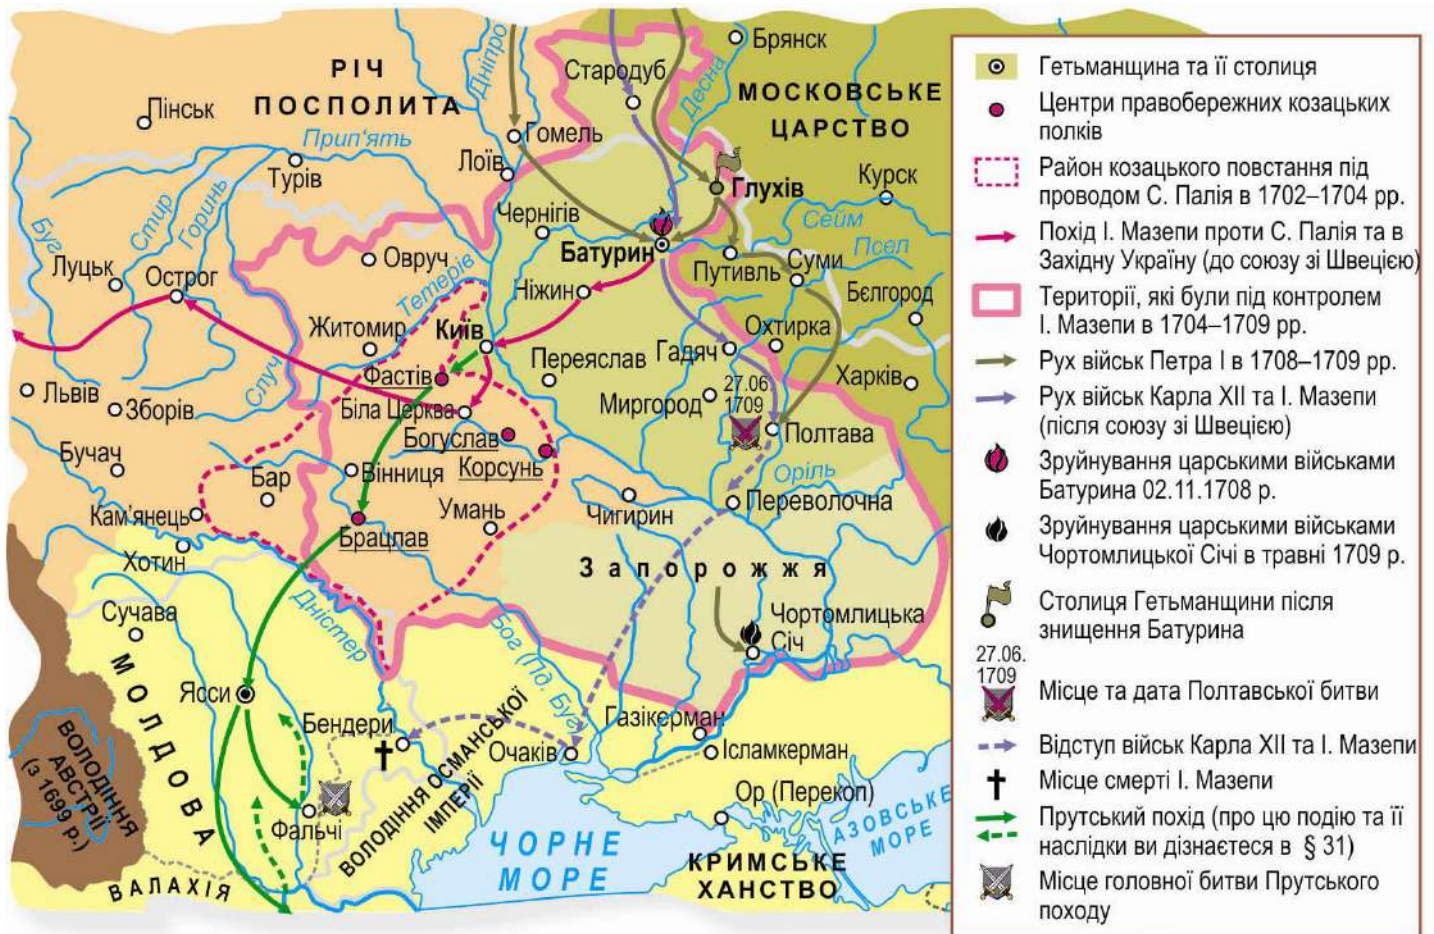 Брянск
Стародуб
Десна
Дніпро
РІЧ
ПОСПОЛИТА
МОСКОВСЬКЕ
ЦАРСТВО
Пінськ
Гомель
Прип'ять
Лоїв
Турів
Глухів
Курск
Стир
Горинь
Буг
Чернігів
Сейм
Псел
Батурин
Овруч
Луцьк
Острог
Путивль
Суми
Тетерів
Ніжин
Бєлгород
Житомир
Київ
Охтирка
Гадяч
Переяслав
Случ
Фастів
27.06
1709
Харків
Львів
Зборів
Біла Церква
Миргород
Полтава
Богуслав
Бучач
Корсунь
Бар
Вінниця
Оріль
Переволочна
Кам'янець
Умань
Чигирин
Брацлав
Хотин
Запорожжя
Сучава
Дністер
Чортомлицька
Січ
Бог (Пд. Буг)
МОЛДОВА
Ясси
Бендери
Газікерман
Очаків
Ісламкерман
ВОЛОДІННЯ
АВСТРІЇ
(з 1699 р.)
ВОЛОДІННЯ ОСМАНСЬКОЇ
ІМПЕРІЇ
Ор (Перекоп)
Фальчі
АЗОВСЬКЕ
МОРЕ
ЧОРНЕ
МОРЕ
КРИМСЬКЕ
ХАНСТВО
ВАЛАХІЯ
Гетьманщина та її столиця
Центри правобережних козацьких
полків
Район козацького повстання під
проводом С. Палія в 1702–1704 рр.
Похід І. Мазепи проти С. Палія та в
Західну Україну (до союзу зі Швецією)
Території, які були під контролем
І. Мазепи в 1704–1709 рр.
Рух військ Петра І в 1708–1709 рр.
Рух військ Карла ХІІ та І. Мазепи
(після союзу зі Швецією)
Зруйнування царськими військами
Батурина 02.11.1708 р.
Зруйнування царськими військами
Чортомлицької Січі в травні 1709 р.
Столиця Гетьманщини після
знищення Батурина
27.06.
1709
Місце та дата Полтавської битви
Відступ військ Карла ХІІ та І. Мазепи
Місце смерті І. Мазепи
Прутський похід (про цю подію та її
наслідки ви дізнаєтеся в § 31)
Місце головної битви Прутського
походу